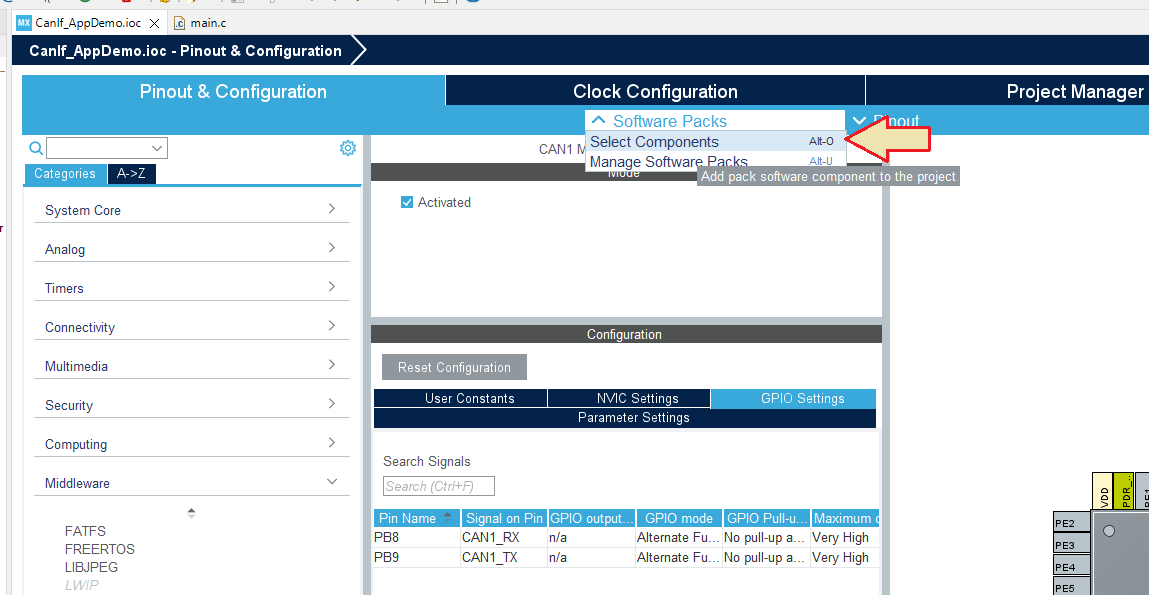 MX CanIf_AppDemo.ioc
.c main.c
CanIf_AppDemo.ioc - Pinout & Configuration
Pinout & Configuration
Clock Configuration
Project Manager
Software Packs
Pinout
Select Components Alt-O
Manage Software Packs Alt-U
Add pack software component to the project
CAN1 M
Mode
Categories
A->Z
Activated
System Core
Analog
Timers
Connectivity
Multimedia
Security
Computing
Middleware
FATFS
FREERTOS
LIBJPEG
LWIP
Configuration
Reset Configuration
User Constants
NVIC Settings
GPIO Settings
Parameter Settings
Search Signals
Search (Ctrl+F)
Pin Name Signal on Pin GPIO output... GPIO mode GPIO Pull-u... Maximum o
PB8 CAN1_RX n/a Alternate Fu... No pull-up a... Very High
PB9 CAN1_TX n/a Alternate Fu... No pull-up a... Very High
VDD
PDR_..
PE1
PE2
PE3
PE4
PE5